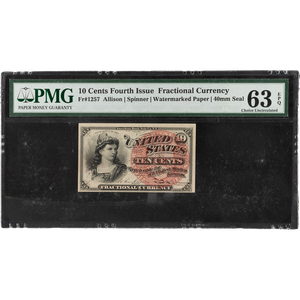 PMG
PAPER MONEY GUARANTY
10 Cents Fourth Issue Fractional Currency
Fr#1257 Allison | Spinner | Watermarked Paper | 40mm Seal
63 EPQ
Choice Uncirculated
UNITED
STATES
10
TEN CENTS
FRACTIONAL CURRENCY